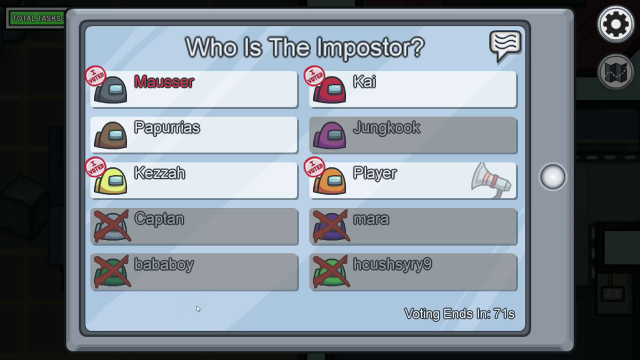 TOTAL TASKS
Who Is The Impostor?
I VOTED
Mausser
I VOTED
Kai
Papurrias
Jungkook
I VOTED
Kezzah
I VOTED
Player
Captan
mara
bababoy
hcushsyry9
Voting Ends In: 71s